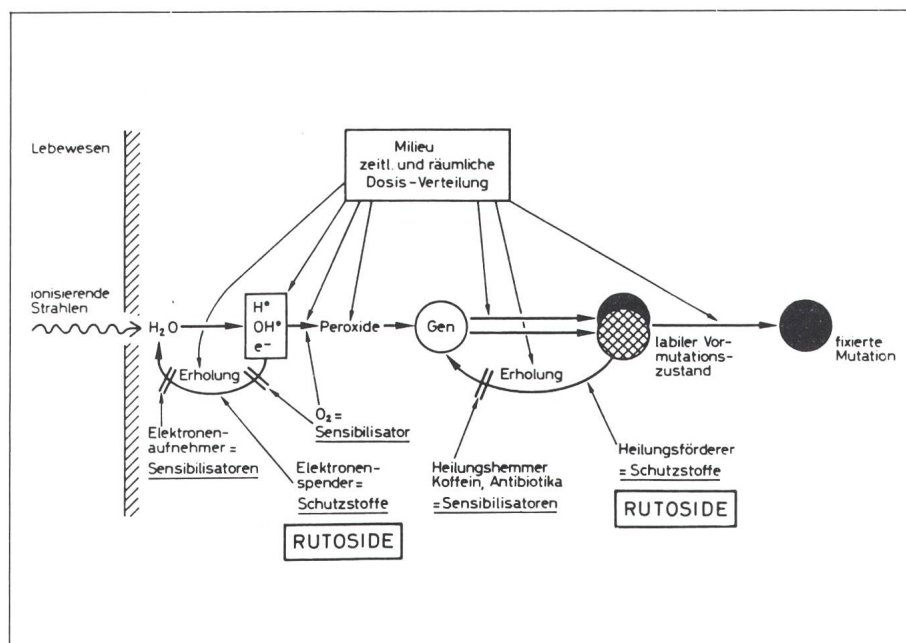 Lebewesen
Milieu
zeitl. und räumliche
Dosis-Verteilung
ionisierende
Strahlen
H₂O
H•
OH•
e⁻
Peroxide
Gen
labiler Vor-
mutations-
zustand
fixierte
Mutation
Erholung
Erholung
O₂=
Sensibilisator
Elektronen-
aufnehmer=
Sensibilisatoren
Elektronen-
spender=
Schutzstoffe
RUTOSIDE
Heilungshemmer
Koffein, Antibiotika
=Sensibilisatoren
Heilungsförderer
=Schutzstoffe
RUTOSIDE